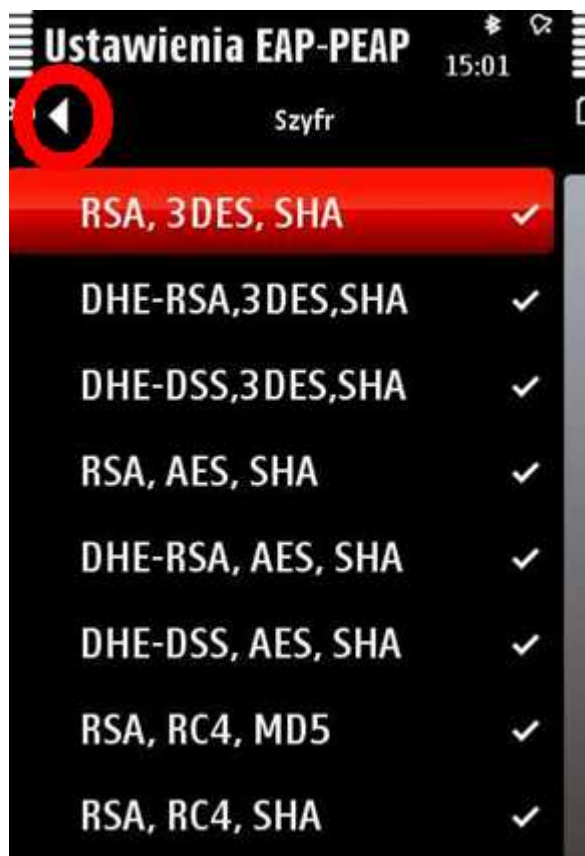 Ustawienia EAP-PEAP
15:01
Szyfr
RSA, 3DES, SHA
DHE-RSA,3DES,SHA
DHE-DSS,3DES,SHA
RSA, AES, SHA
DHE-RSA, AES, SHA
DHE-DSS, AES, SHA
RSA, RC4, MD5
RSA, RC4, SHA